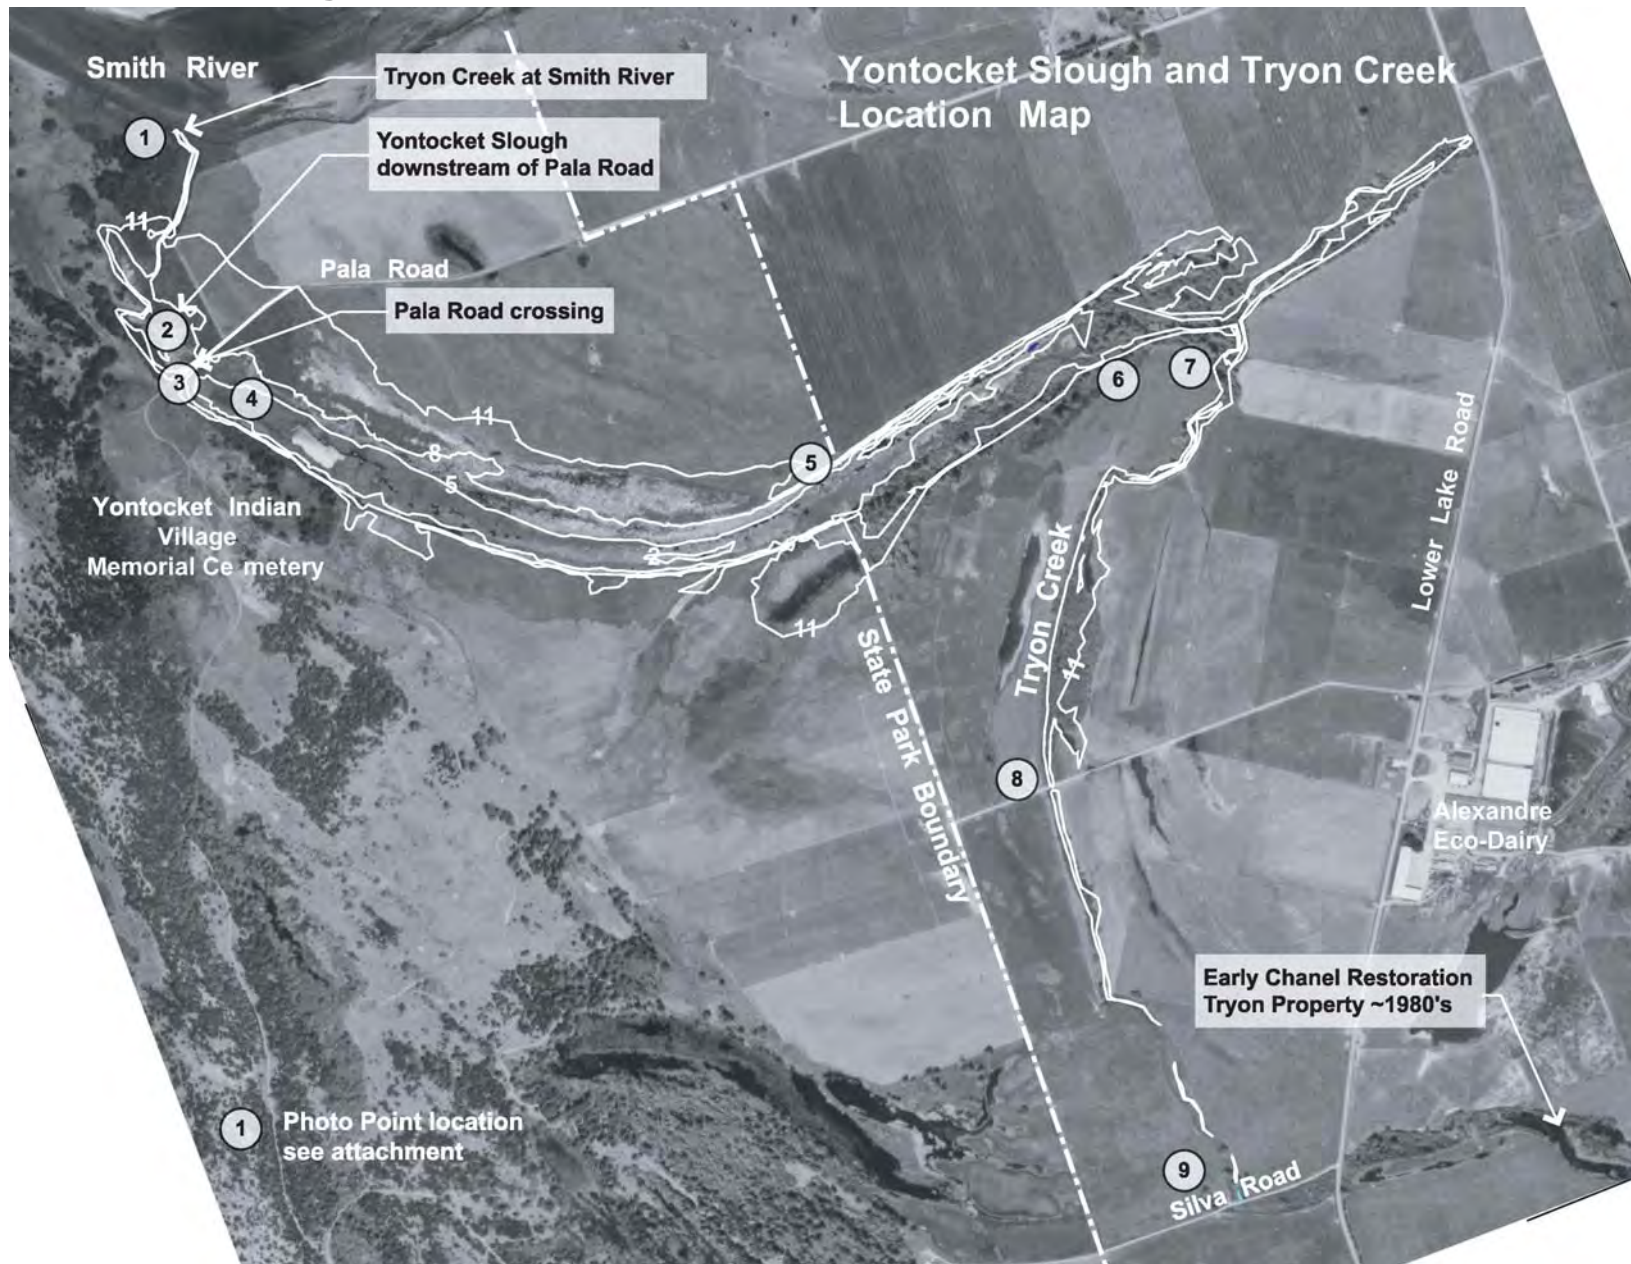 Yontocket Slough and Tryon Creek
Location Map
Smith River
Tryon Creek at Smith River
1
Yontocket Slough
downstream of Pala Road
11
Pala Road
Pala Road crossing
2
3
4
11
8
5
5
6
7
2
11
Yontocket Indian
Village
Memorial Ce metery
State Park Boundary
Tryon Creek
11
Lower Lake Road
8
Alexandre
Eco-Dairy
Early Chanel Restoration
Tryon Property ~1980's
1
Photo Point location
see attachment
9
Silva Road